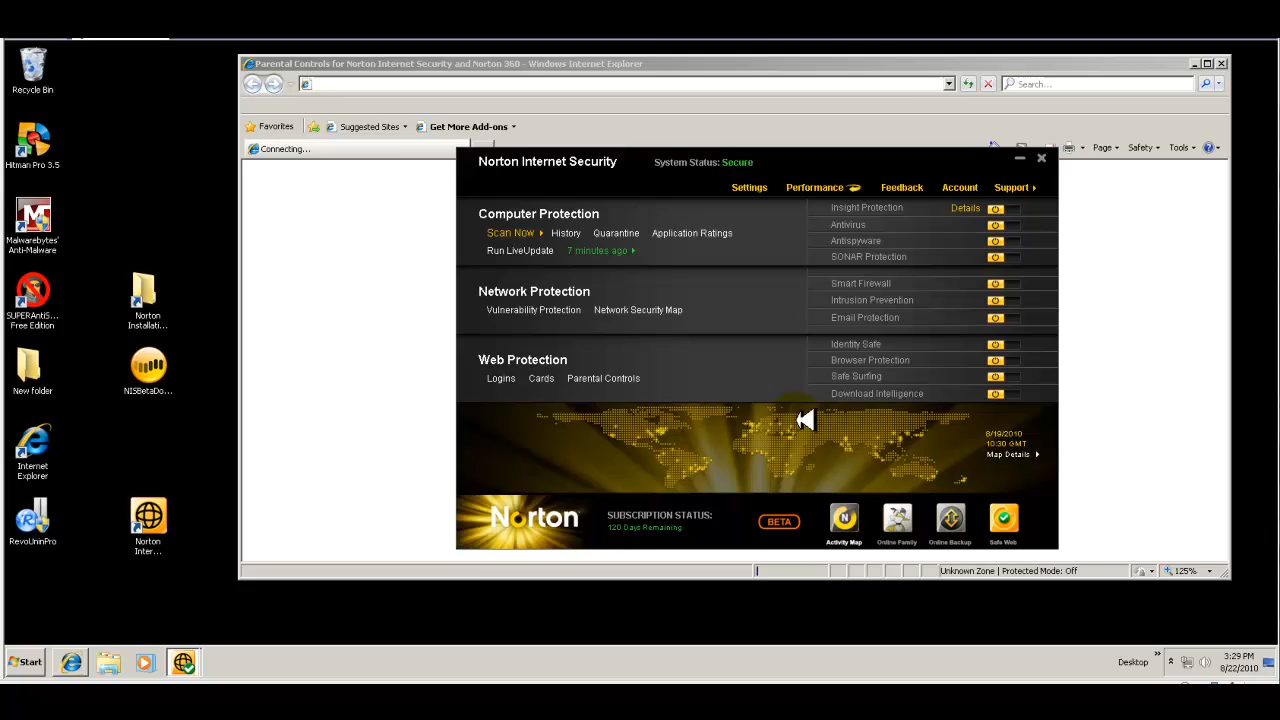 Parental Controls for Norton Internet Security and Norton 360 - Windows Internet Explorer
Search...
Favorites
Suggested Sites
Get More Add-ons
Connecting...
Page
Safety
Tools
Norton Internet Security
System Status: Secure
Settings
Performance
Feedback
Account
Support
Computer Protection
Scan Now
History
Quarantine
Application Ratings
Run LiveUpdate
7 minutes ago
Insight Protection
Details
Antivirus
Antispyware
SONAR Protection
Network Protection
Vulnerability Protection
Network Security Map
Smart Firewall
Intrusion Prevention
Email Protection
Web Protection
Logins
Cards
Parental Controls
Identity Safe
Browser Protection
Safe Surfing
Download Intelligence
8/19/2010
10:30 GMT
Map Details
Norton
SUBSCRIPTION STATUS:
120 Days Remaining
BETA
Activity Map
Online Family
Online Backup
Safe Web
Unknown Zone | Protected Mode: Off
125%
Recycle Bin
Hitman Pro 3.5
Malwarebytes'
Anti-Malware
SUPERAntiS...
Free Edition
Norton
Installati...
New folder
NISBetaDo...
Internet
Explorer
RevoUninPro
Norton
Inter...
Start
Desktop
3:29 PM
8/22/2010